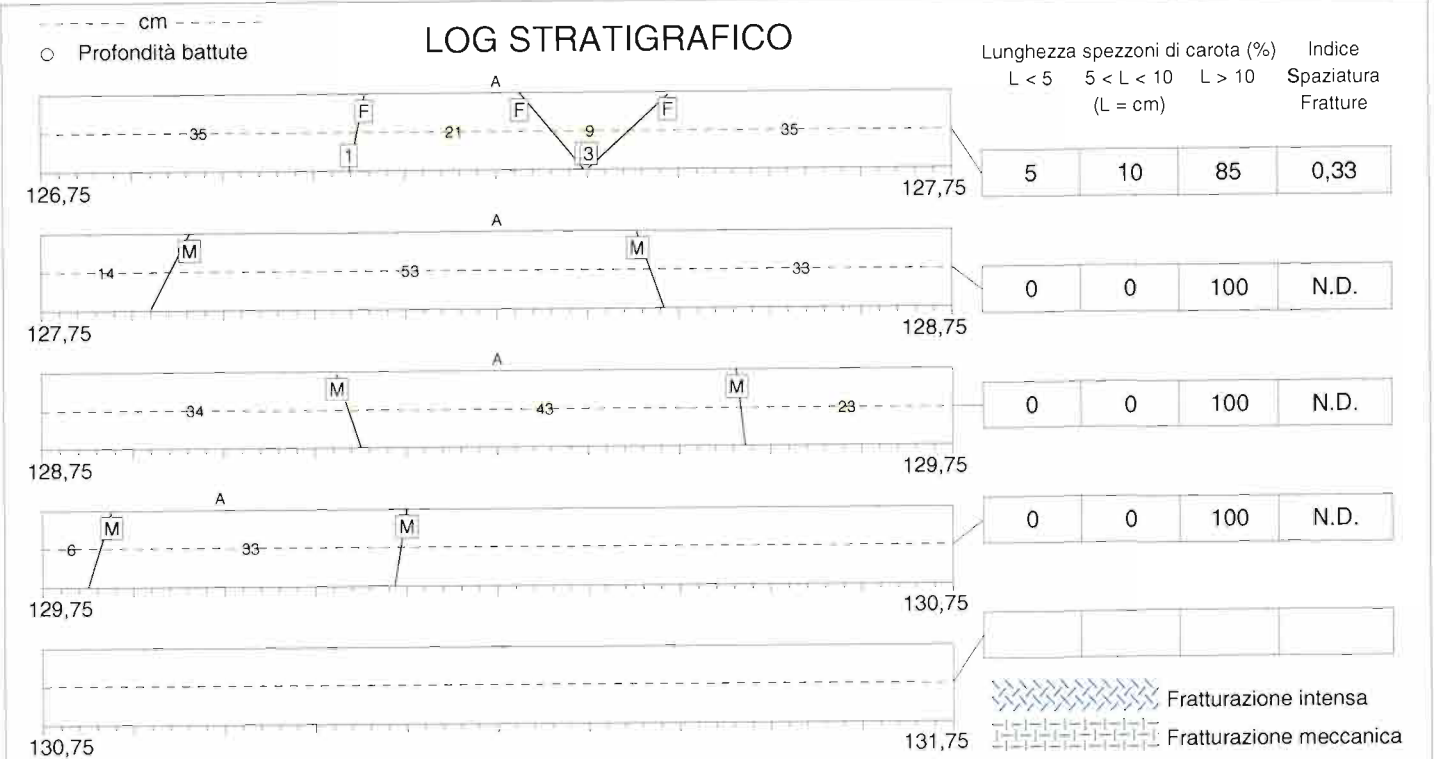 cm
LOG STRATIGRAFICO
Profondità battute
Lunghezza spezzoni di carota (%) Indice
L < 5 5 < L < 10 L > 10 Spaziatura
(L = cm) Fratture
A
F F F
35 21 9 35
1 3
126,75 127,75
5 10 85 0,33
A
M M
14 53 33
127,75 128,75
0 0 100 N.D.
A
M M
34 43 23
128,75 129,75
0 0 100 N.D.
A
M M
6 33
129,75 130,75
0 0 100 N.D.
130,75 131,75
Fratturazione intensa
Fratturazione meccanica